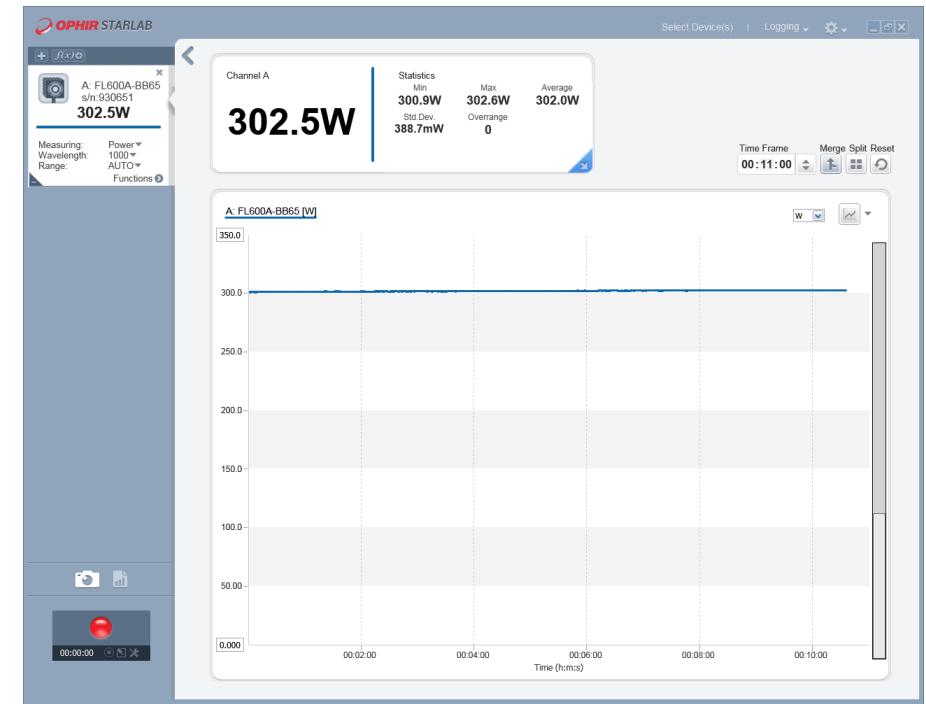 OPHIR STARLAB
Select Device(s) | Logging
f(x)
A: FL600A-BB65
s/n:930651
302.5W
Measuring: Power
Wavelength: 1000
Range: AUTO
Functions
Channel A
302.5W
Statistics
Min Max Average
300.9W 302.6W 302.0W
Std.Dev. Overrange
388.7mW 0
Time Frame Merge Split Reset
00:11:00
A: FL600A-BB65 [W]
W
350.0
300.0
250.0
200.0
150.0
100.0
50.00
0.000
00:02:00 00:04:00 00:06:00 00:08:00 00:10:00
Time (h:m:s)
00:00:00